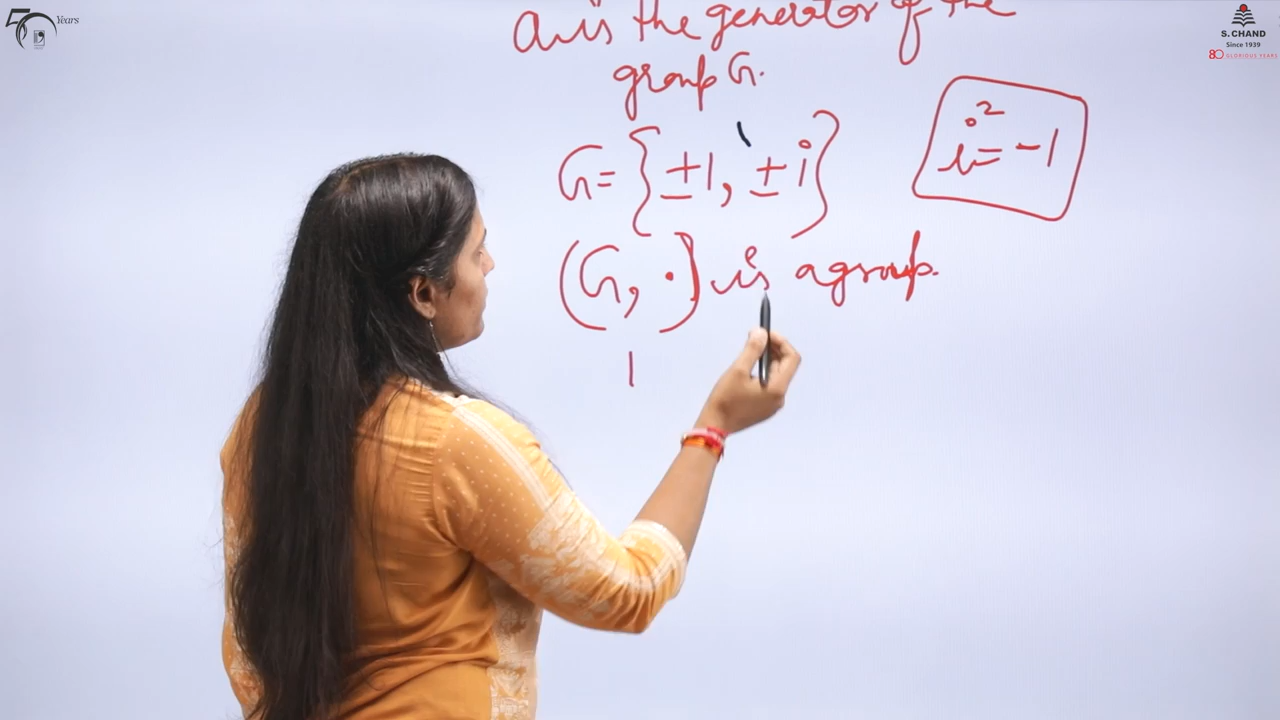 50 Years
S. CHAND
Since 1939
80 GLORIOUS YEARS
a is the generator of the
group G.
G = {±1, ±i}
i² = -1
(G, ·) is a group.
1